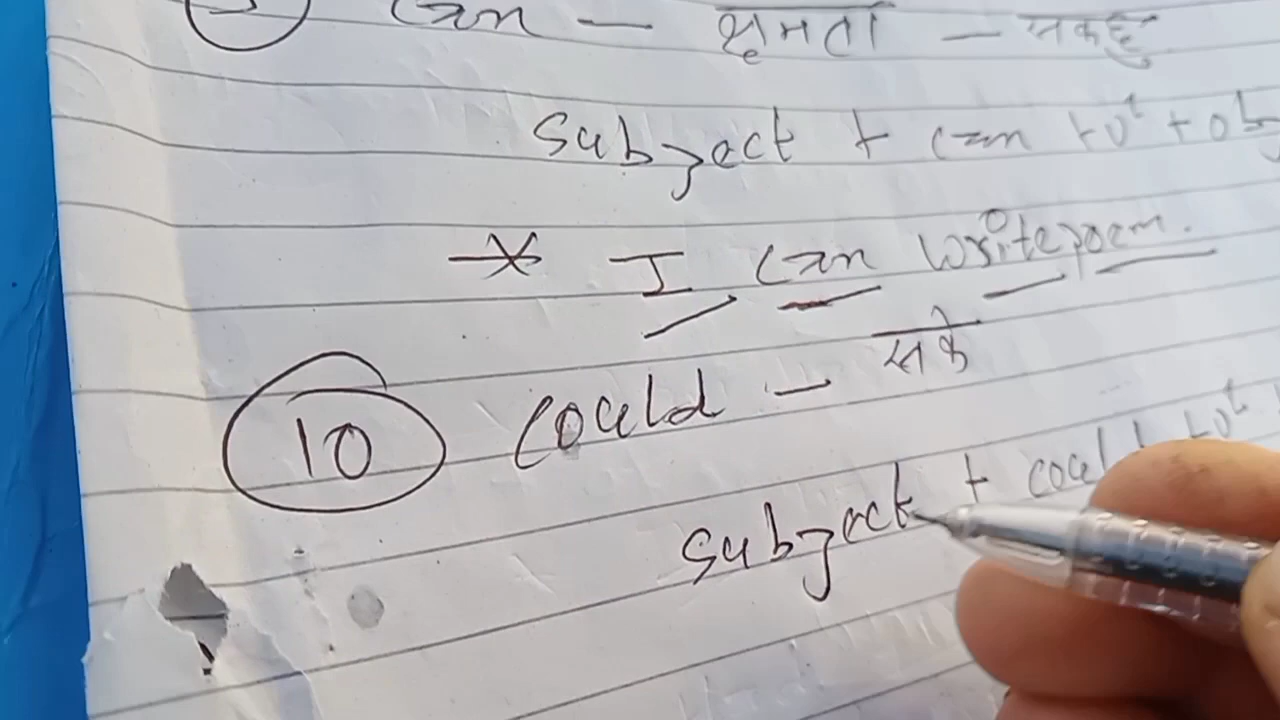 Can - क्षमता - सकहूँ
Subject + can + v¹ + obj
* I can write poem.
10 could - सके
Subject + could + v¹